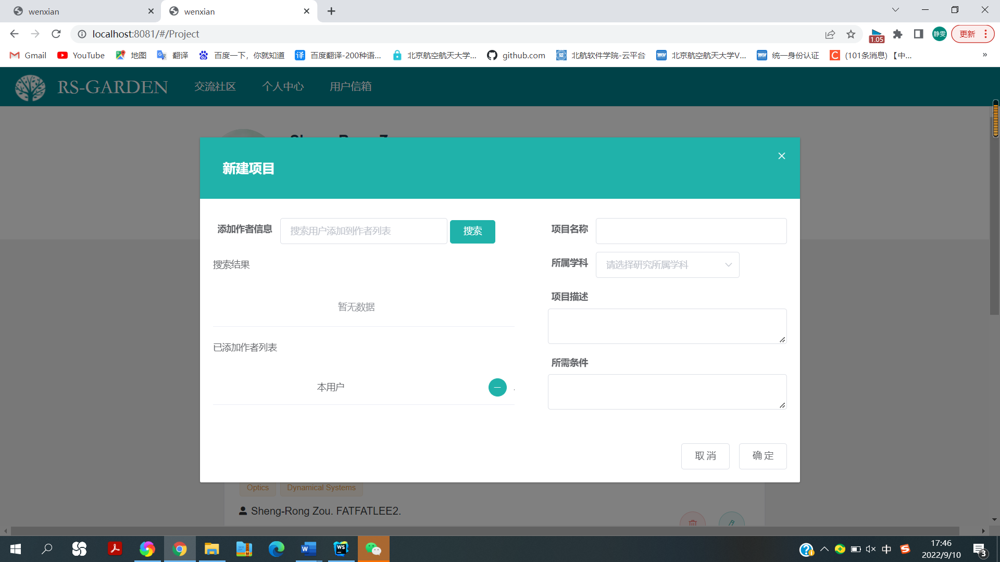 wenxian
wenxian
localhost:8081/#/Project
1.05
静雯
更新
Gmail
YouTube
地图
翻译
百度一下，你就知道
译
百度翻译-200种语...
北京航空航天大学...
github.com
北航软件学院-云平台
北京航空航天大学V...
统一身份认证
C
(101条消息) 【中...
»
RS-GARDEN
交流社区
个人中心
用户信箱
新建项目
添加作者信息
搜索用户添加到作者列表
搜索
项目名称
搜索结果
所属学科
请选择研究所属学科
暂无数据
项目描述
已添加作者列表
所需条件
本用户
取 消
确 定
Optics
Dynamical Systems
Sheng-Rong Zou. FATFATLEE2.
W
WS
中
17:46
2022/9/10
3